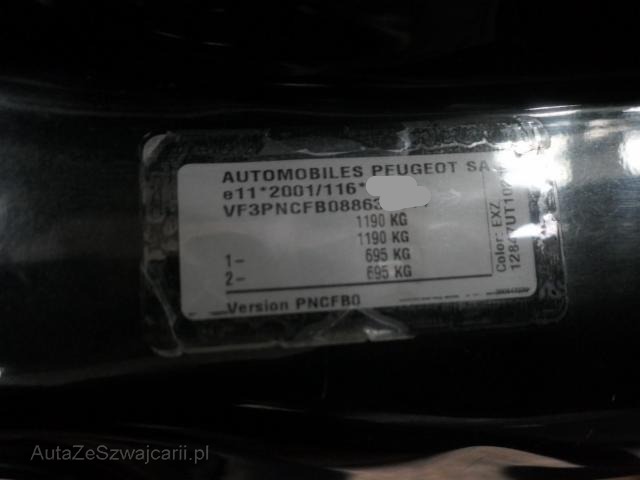 AUTOMOBILES PEUGEOT SA
e11*2001/116*
VF3PNCFB08863
1190 KG
1190 KG
1- 695 KG
2- 695 KG
Version PNCFB0
Color: EXZ
AutaZeSzwajcarii.pl